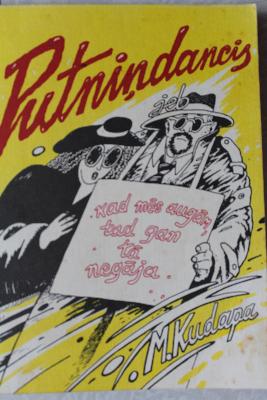 Putniņdancis
jeb
kad mēs augām,
tad gan
tā
negāja...
M.Kudapa